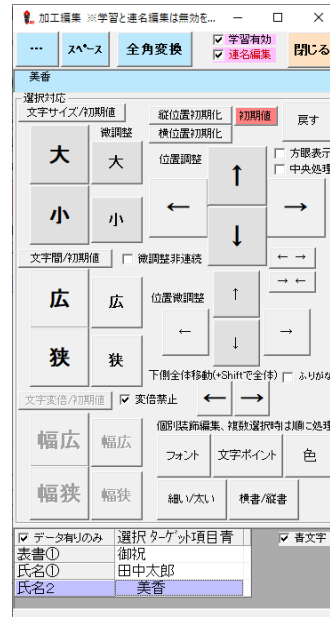 加工編集 ※学習と連名編集は無効を...
... スペース 全角変換 学習有効 閉じる
連名編集
美香
選択対応
文字サイズ/初期値 縦位置初期化 初期値 戻す
微調整 横位置初期化
大 大 位置調整 方眼表示
中央処理
↑
← →
小 小
↓
文字間/初期値 微調整非連続 ← →
→ ←
広 広 位置微調整 ↑
← →
↓
狭 狭
下側全体移動(+Shiftで全体) ふりがな
文字変倍/初期値 変倍禁止 ← →
個別装飾編集、複数選択時は順に処理
幅広 幅広 フォント 文字ポイント 色
幅狭 幅狭 細い/太い 横書/縦書
データ有りのみ 選択ターゲット項目青 青文字
表書① 御祝
氏名① 田中太郎
氏名2 美香